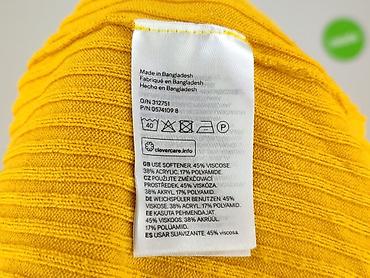 Made in Bangladesh
Fabriqué en Bangladesh
Hecho en Bangladesh
O/N 312751
P/N 0574109 8
40 P
clevercare.info
GB USE SOFTENER. 45% VISCOSE.
38% ACRYLIC. 17% POLYAMIDE.
CZ POUŽIJTE ZMĚKČOVACÍ
PROSTŘEDEK. 45% VISKÓZA.
38% AKRYL. 17% POLYAMID.
DE WEICHSPÜLER BENUTZEN. 45%
VISKOSE. 38% ACRYL. 17% POLYAMID.
EE KASUTA PEHMENDAJAT.
45% VISKOOS. 38% AKRÜÜL. 17%
POLÜAMIID.
ES USAR SUAVIZANTE. 45% viscosa.